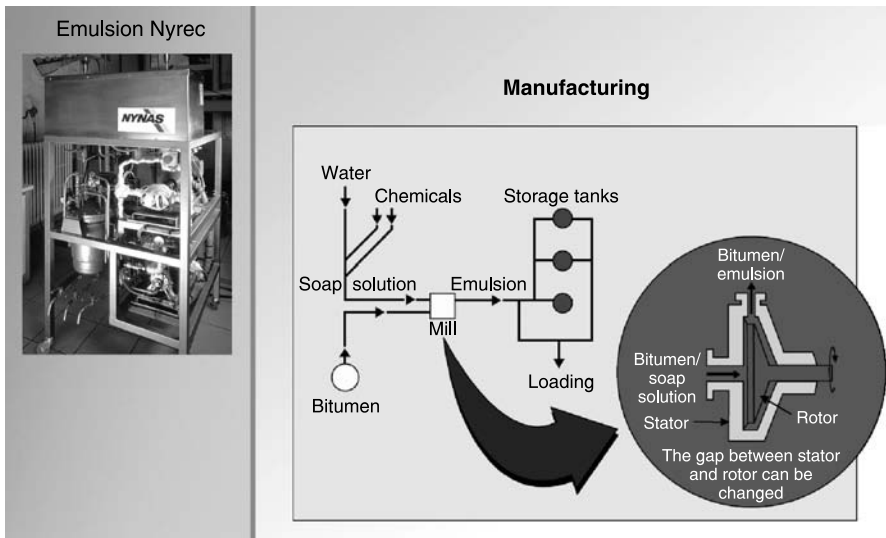 Emulsion Nyrec
NYNAS
Manufacturing
Water
Chemicals
Storage tanks
Soap solution
Emulsion
Mill
Bitumen
Loading
Bitumen/
emulsion
Bitumen/
soap
solution
Stator
Rotor
The gap between stator
and rotor can be
changed